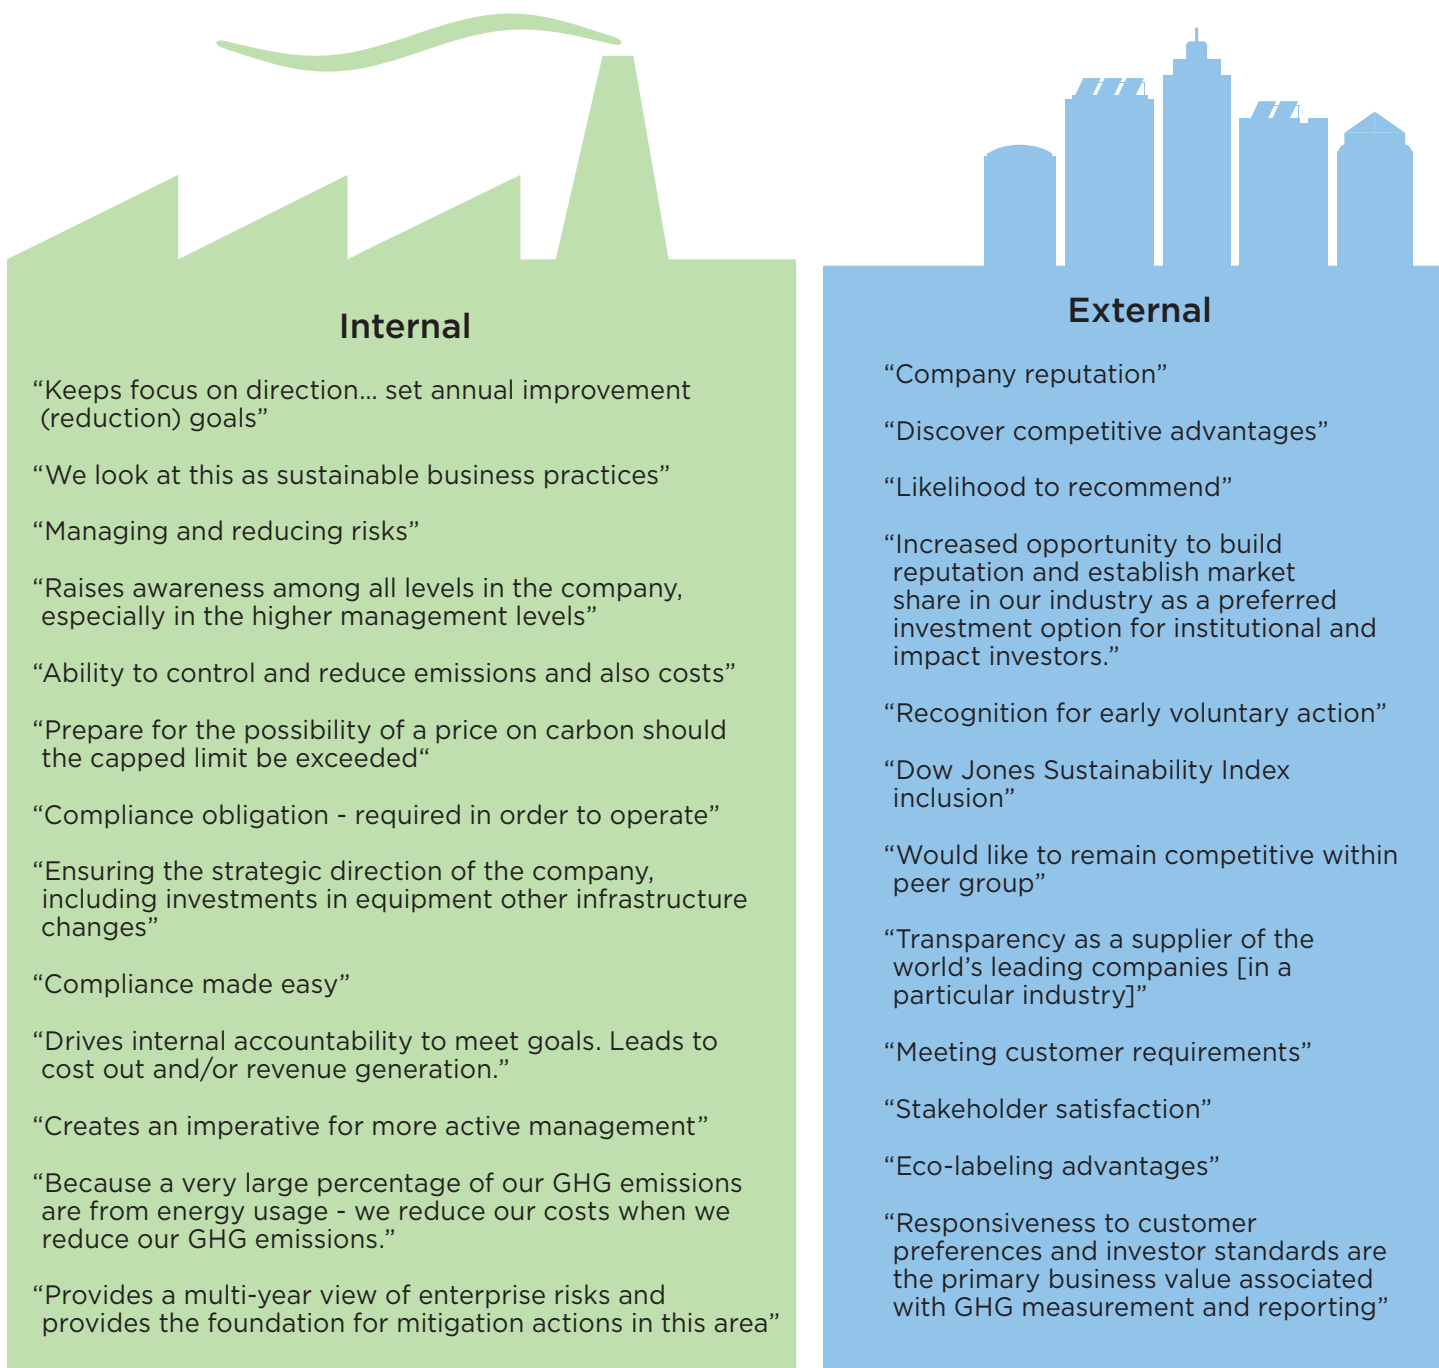 Internal
“Keeps focus on direction... set annual improvement
(reduction) goals”
“We look at this as sustainable business practices”
“Managing and reducing risks”
“Raises awareness among all levels in the company,
especially in the higher management levels”
“Ability to control and reduce emissions and also costs”
“Prepare for the possibility of a price on carbon should
the capped limit be exceeded“
“Compliance obligation - required in order to operate”
“Ensuring the strategic direction of the company,
including investments in equipment other infrastructure
changes”
“Compliance made easy”
“Drives internal accountability to meet goals. Leads to
cost out and/or revenue generation.”
“Creates an imperative for more active management”
“Because a very large percentage of our GHG emissions
are from energy usage - we reduce our costs when we
reduce our GHG emissions.”
“Provides a multi-year view of enterprise risks and
provides the foundation for mitigation actions in this area”
External
“Company reputation”
“Discover competitive advantages”
“Likelihood to recommend”
“Increased opportunity to build
reputation and establish market
share in our industry as a preferred
investment option for institutional and
impact investors.”
“Recognition for early voluntary action”
“Dow Jones Sustainability Index
inclusion”
“Would like to remain competitive within
peer group”
“Transparency as a supplier of the
world’s leading companies [in a
particular industry]”
“Meeting customer requirements”
“Stakeholder satisfaction”
“Eco-labeling advantages”
“Responsiveness to customer
preferences and investor standards are
the primary business value associated
with GHG measurement and reporting”